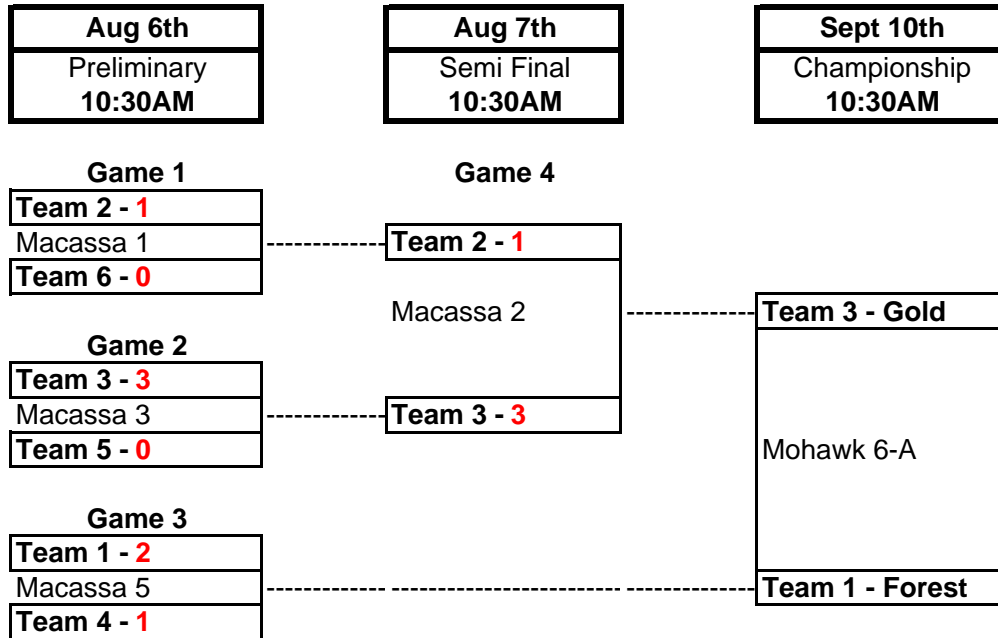 Aug 6th
Preliminary
10:30AM
Aug 7th
Semi Final
10:30AM
Sept 10th
Championship
10:30AM
Game 1
Team 2 - 1
Macassa 1
Team 6 - 0
Game 2
Team 3 - 3
Macassa 3
Team 5 - 0
Game 3
Team 1 - 2
Macassa 5
Team 4 - 1
Game 4
Team 2 - 1
Macassa 2
Team 3 - 3
Team 3 - Gold
Mohawk 6-A
Team 1 - Forest